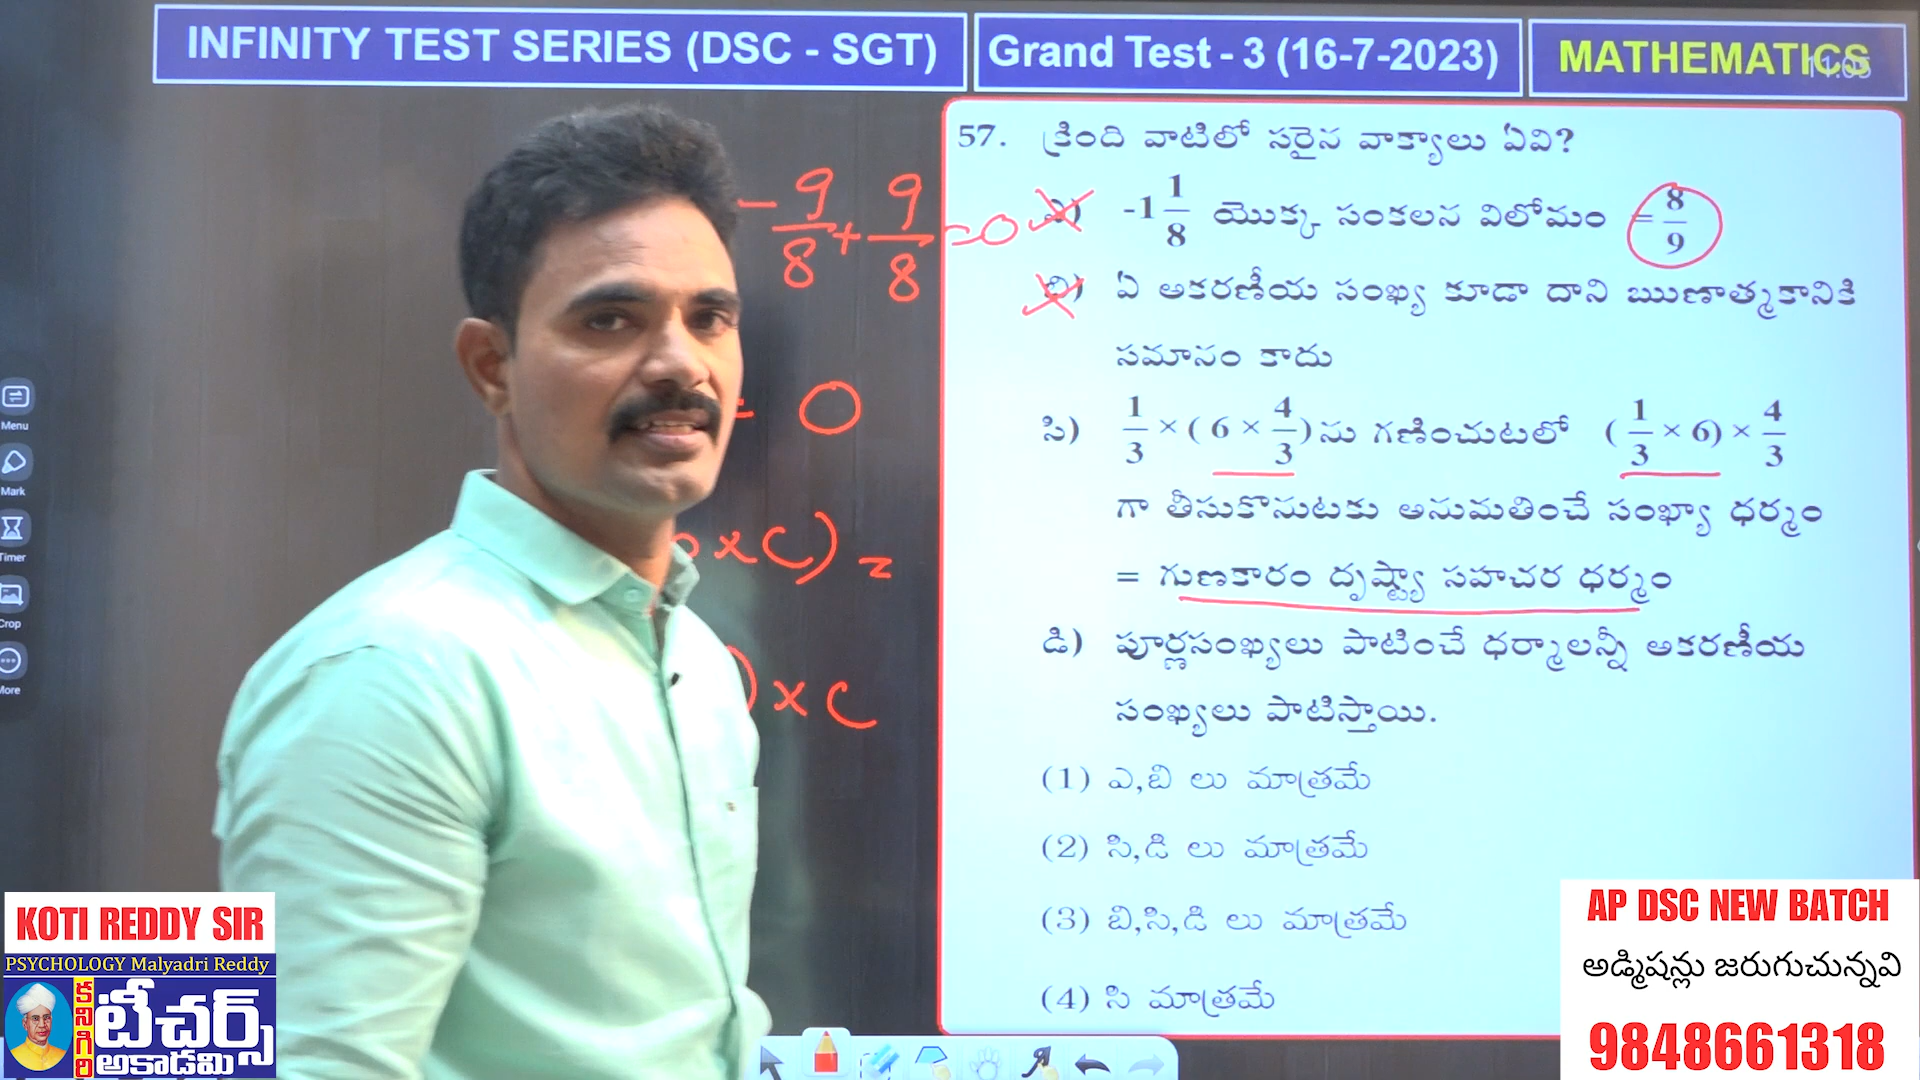 INFINITY TEST SERIES (DSC - SGT)
Grand Test - 3 (16-7-2023)
MATHEMATICS
11:05
57. క్రింది వాటిలో సరైన వాక్యాలు ఏవి?
ఎ) -1 1/8 యొక్క సంకలన విలోమం = 8/9
బి) ఏ అకరణీయ సంఖ్య కూడా దాని ఋణాత్మకానికి
సమానం కాదు
సి) 1/3 × ( 6 × 4/3 ) ను గణించుటలో ( 1/3 × 6) × 4/3
గా తీసుకొనుటకు అనుమతించే సంఖ్యా ధర్మం
= గుణకారం దృష్ట్యా సహచర ధర్మం
డి) పూర్ణసంఖ్యలు పాటించే ధర్మాలన్నీ అకరణీయ
సంఖ్యలు పాటిస్తాయి.
(1) ఎ,బి లు మాత్రమే
(2) సి,డి లు మాత్రమే
(3) బి,సి,డి లు మాత్రమే
(4) సి మాత్రమే
- 9/8 + 9/8 = 0
= 0
× C) =
) × C
Menu
Mark
Timer
Crop
More
KOTI REDDY SIR
PSYCHOLOGY Malyadri Reddy
కనిగిరి
టీచర్స్
అకాడమి
AP DSC NEW BATCH
అడ్మిషన్లు జరుగుచున్నవి
9848661318